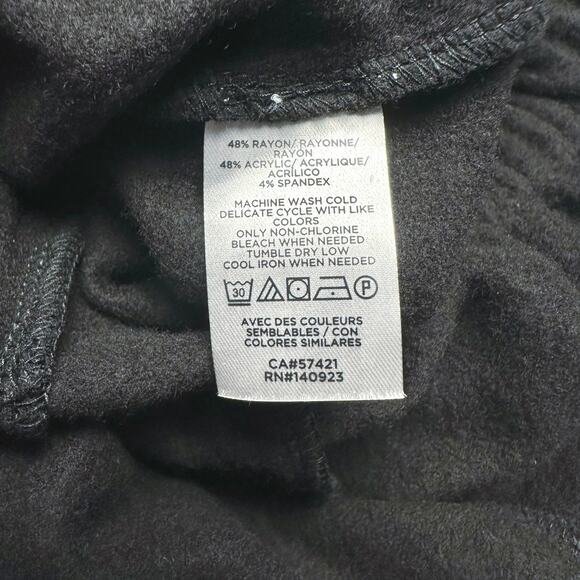 48% RAYON/ RAYONNE/
RAYON
48% ACRYLIC/ ACRYLIQUE/
ACRÍLICO
4% SPANDEX
MACHINE WASH COLD
DELICATE CYCLE WITH LIKE
COLORS
ONLY NON-CHLORINE
BLEACH WHEN NEEDED
TUMBLE DRY LOW
COOL IRON WHEN NEEDED
30 P
AVEC DES COULEURS
SEMBLABLES / CON
COLORES SIMILARES
CA#57421
RN#140923